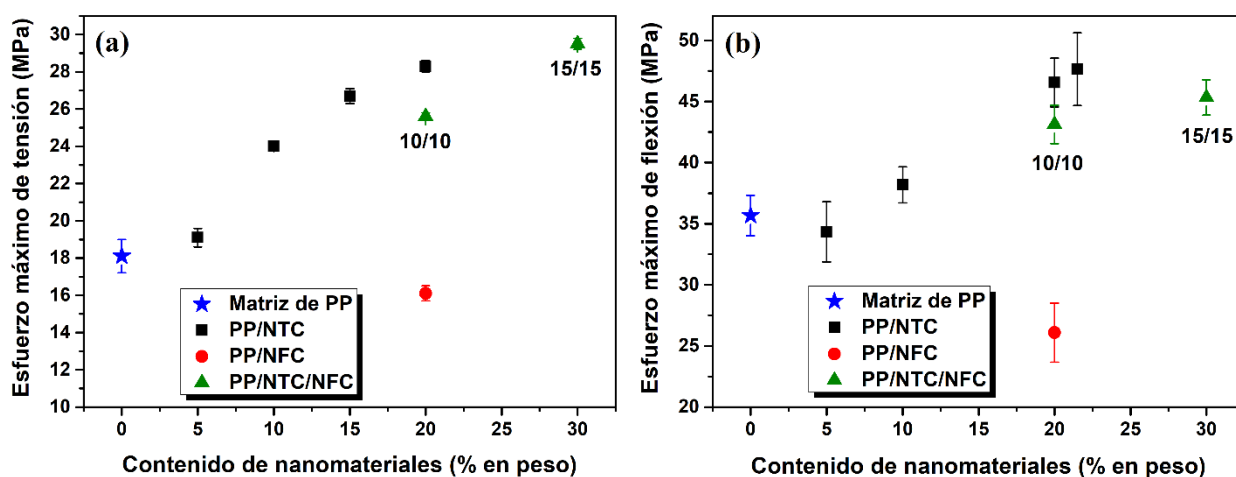 (a)
Esfuerzo máximo de tensión (MPa)
30
28
26
24
22
20
18
16
14
12
10
15/15
10/10
Matriz de PP
PP/NTC
PP/NFC
PP/NTC/NFC
0 5 10 15 20 25 30
Contenido de nanomateriales (% en peso)
(b)
Esfuerzo máximo de flexión (MPa)
50
45
40
35
30
25
20
10/10
15/15
Matriz de PP
PP/NTC
PP/NFC
PP/NTC/NFC
0 5 10 15 20 25 30
Contenido de nanomateriales (% en peso)